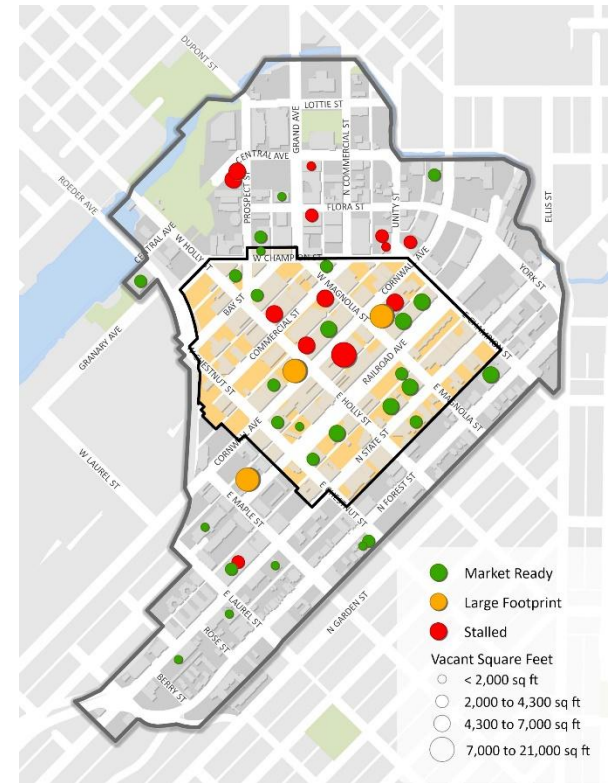 DUPONT ST
LOTTIE ST
GRAND AVE
N COMMERCIAL ST
CENTRAL AVE
PROSPECT ST
FLORA ST
UNITY ST
ELLIS ST
ROEDER AVE
CENTRAL AVE
W HOLLY ST
W CHAMPION ST
CORNWALL AVE
YORK ST
W MAGNOLIA ST
BAY ST
COMMERCIAL ST
E CHAMPION ST
GRANARY AVE
W CHESTNUT ST
RAILROAD AVE
E MAGNOLIA ST
E HOLLY ST
N STATE ST
CORNWALL AVE
W LAUREL ST
E CHESTNUT ST
N FOREST ST
E MAPLE ST
N GARDEN ST
E LAUREL ST
ROSE ST
BERRY ST
Market Ready
Large Footprint
Stalled
Vacant Square Feet
< 2,000 sq ft
2,000 to 4,300 sq ft
4,300 to 7,000 sq ft
7,000 to 21,000 sq ft